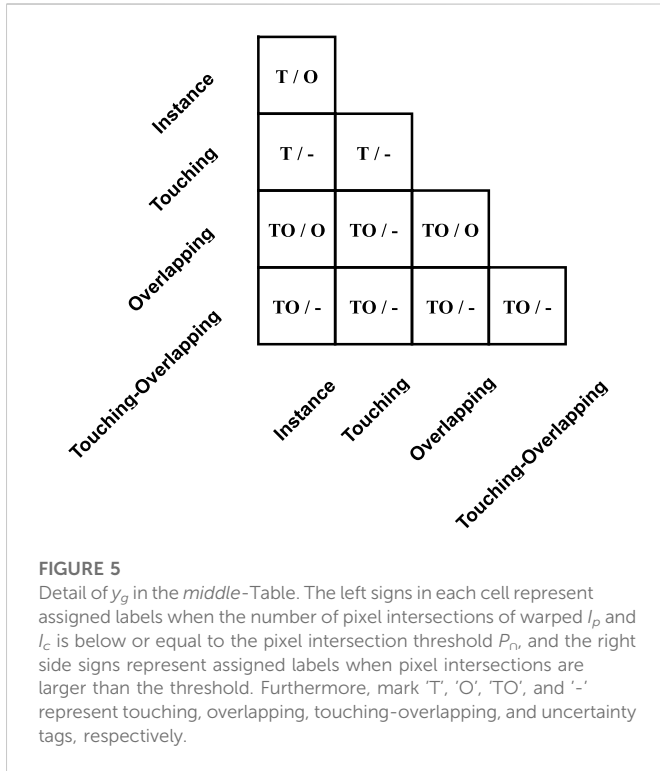 Instance
T / O
Touching
T / -
T / -
Overlapping
TO / O
TO / -
TO / O
Touching-Overlapping
TO / -
TO / -
TO / -
TO / -
Instance
Touching
Overlapping
Touching-Overlapping
FIGURE 5
Detail of y_g in the middle-Table. The left signs in each cell represent
assigned labels when the number of pixel intersections of warped I_p and
I_c is below or equal to the pixel intersection threshold P_∩, and the right
side signs represent assigned labels when pixel intersections are
larger than the threshold. Furthermore, mark ‘T’, ‘O’, ‘TO’, and ‘-’
represent touching, overlapping, touching-overlapping, and uncertainty
tags, respectively.